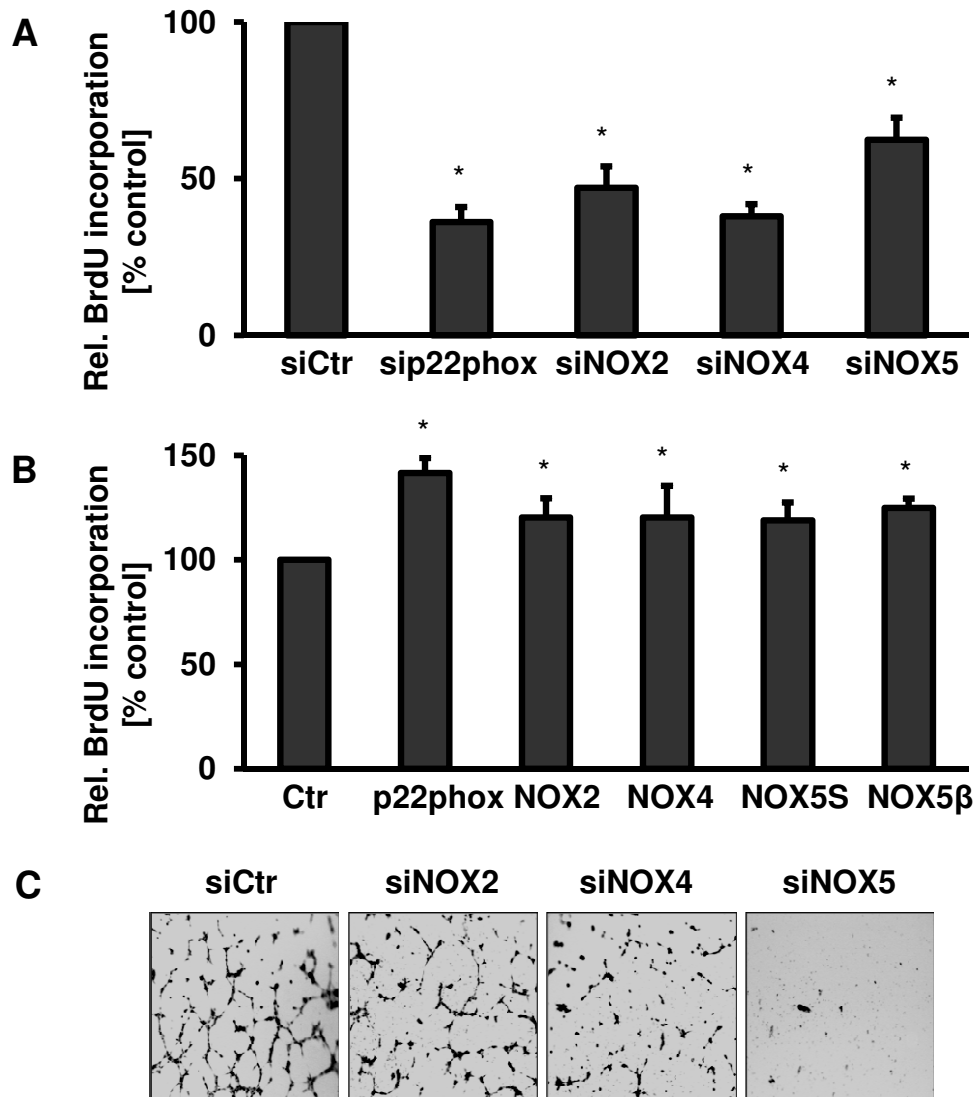 A
Rel. BrdU incorporation
[% control]
100
50
0
*
*
*
*
siCtr
sip22phox
siNOX2
siNOX4
siNOX5
B
Rel. BrdU incorporation
[% control]
150
100
50
0
*
*
*
*
*
Ctr
p22phox
NOX2
NOX4
NOX5S
NOX5β
C
siCtr
siNOX2
siNOX4
siNOX5